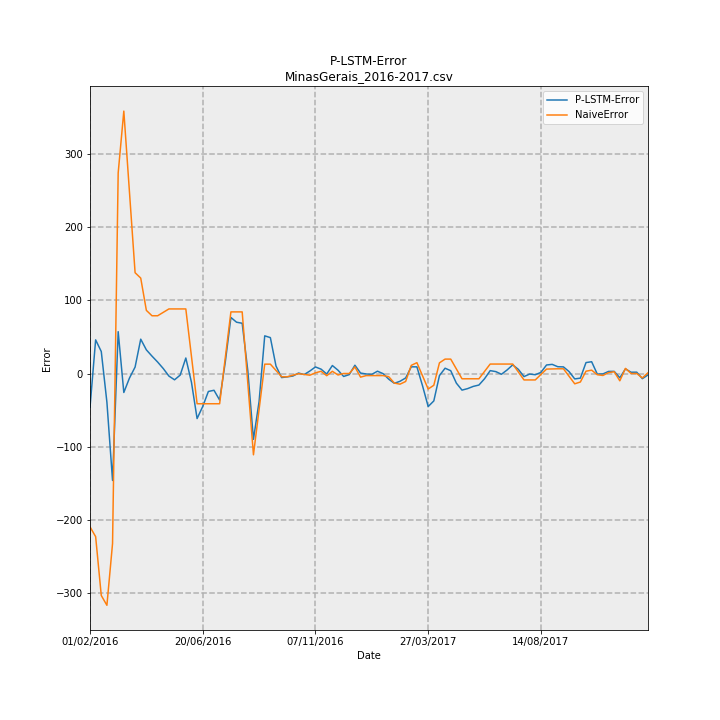 P-LSTM-Error
MinasGerais_2016-2017.csv
P-LSTM-Error
NaiveError
300
200
100
0
−100
−200
−300
Error
01/02/2016 20/06/2016 07/11/2016 27/03/2017 14/08/2017
Date